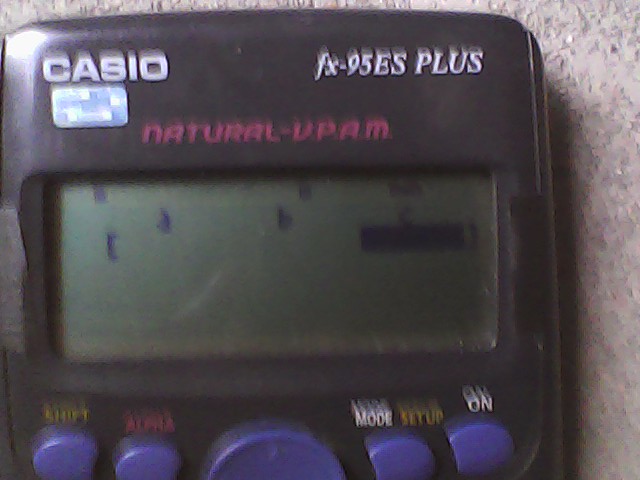 CASIO fx-95ES PLUS
NATURAL-V.P.A.M.
a b c
SHIFT ALPHA MODE SETUP ON